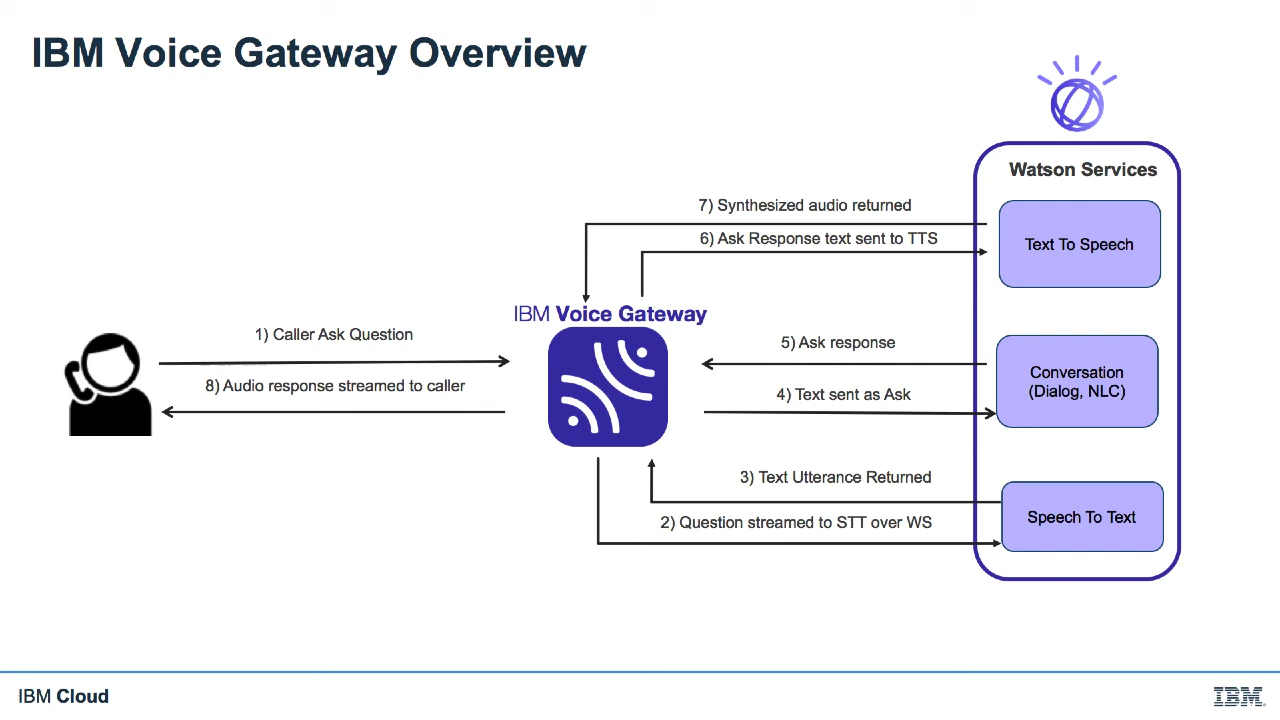 IBM Voice Gateway Overview
Watson Services
7) Synthesized audio returned
6) Ask Response text sent to TTS
Text To Speech
IBM Voice Gateway
1) Caller Ask Question
8) Audio response streamed to caller
5) Ask response
4) Text sent as Ask
Conversation
(Dialog, NLC)
3) Text Utterance Returned
2) Question streamed to STT over WS
Speech To Text
IBM Cloud
IBM